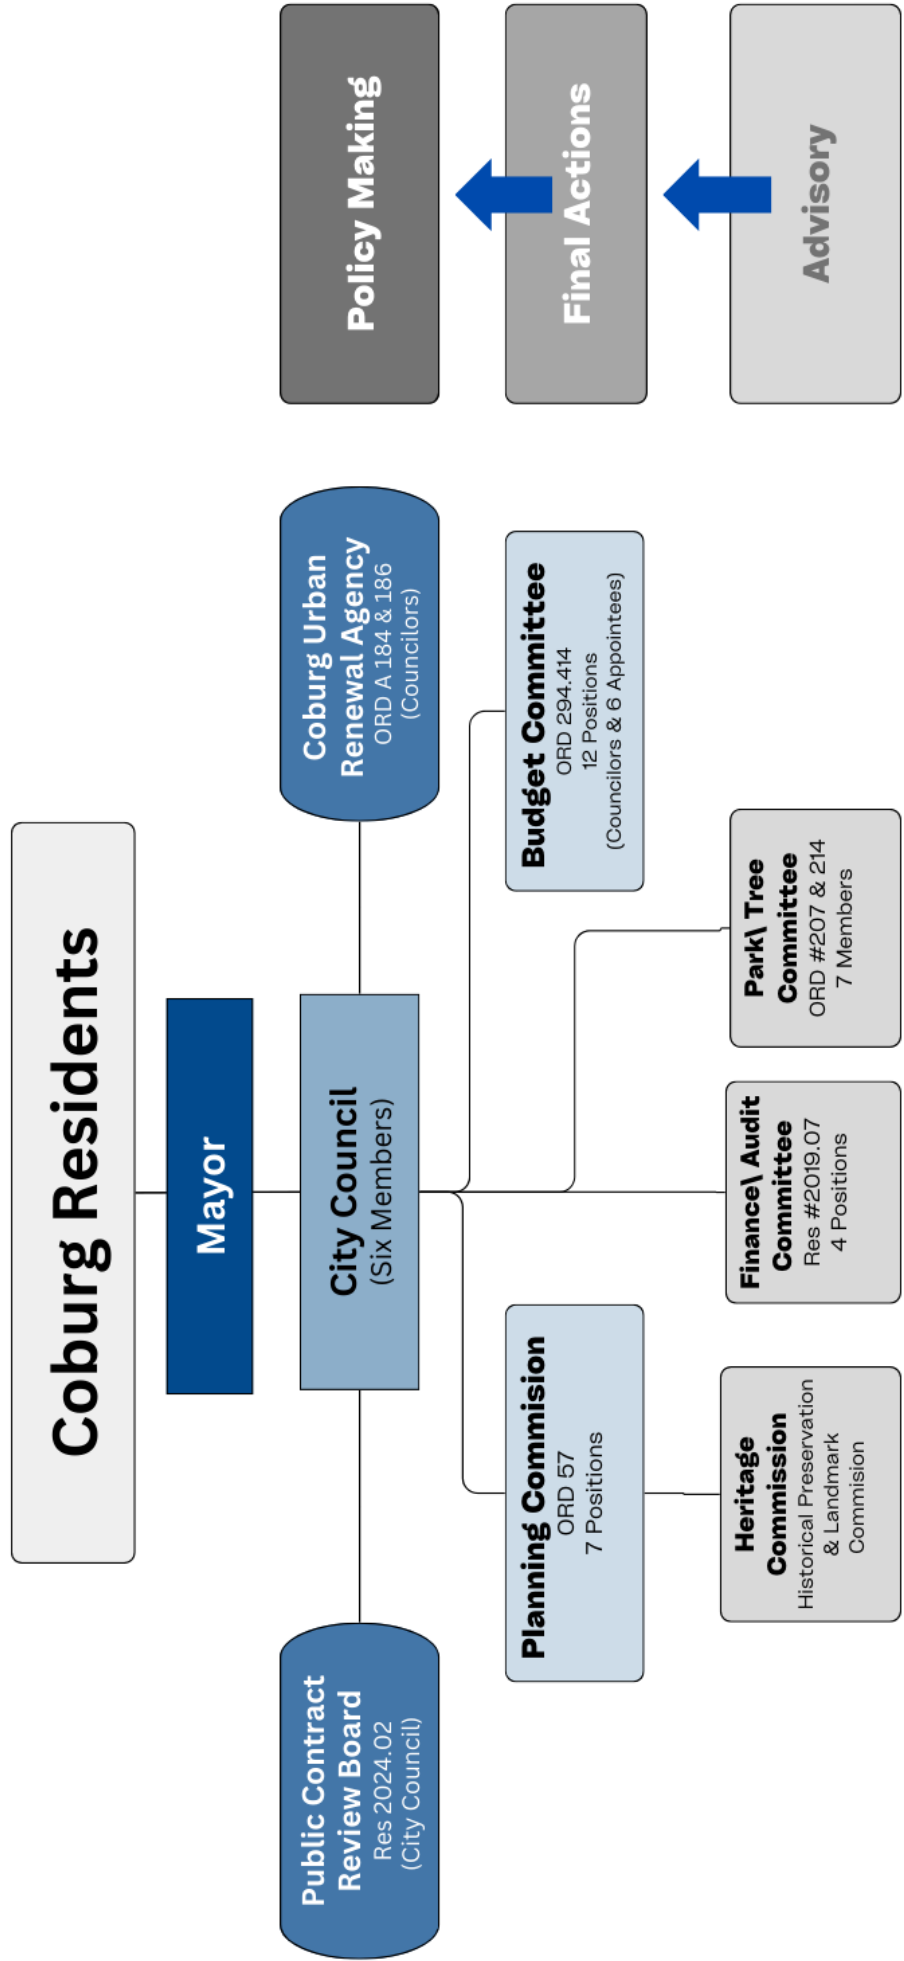 Coburg Residents
Mayor
Public Contract
Review Board
Res 2024.02
(City Council)
City Council
(Six Members)
Coburg Urban
Renewal Agency
ORD A 184 & 186
(Councilors)
Policy Making
Planning Commision
ORD 57
7 Positions
Budget Committee
ORD 294.414
12 Positions
(Councilors & 6 Appointees)
Final Actions
Heritage
Commission
Historical Preservation
& Landmark
Commision
Finance\ Audit
Committee
Res #2019.07
4 Positions
Park\ Tree
Committee
ORD #207 & 214
7 Members
Advisory